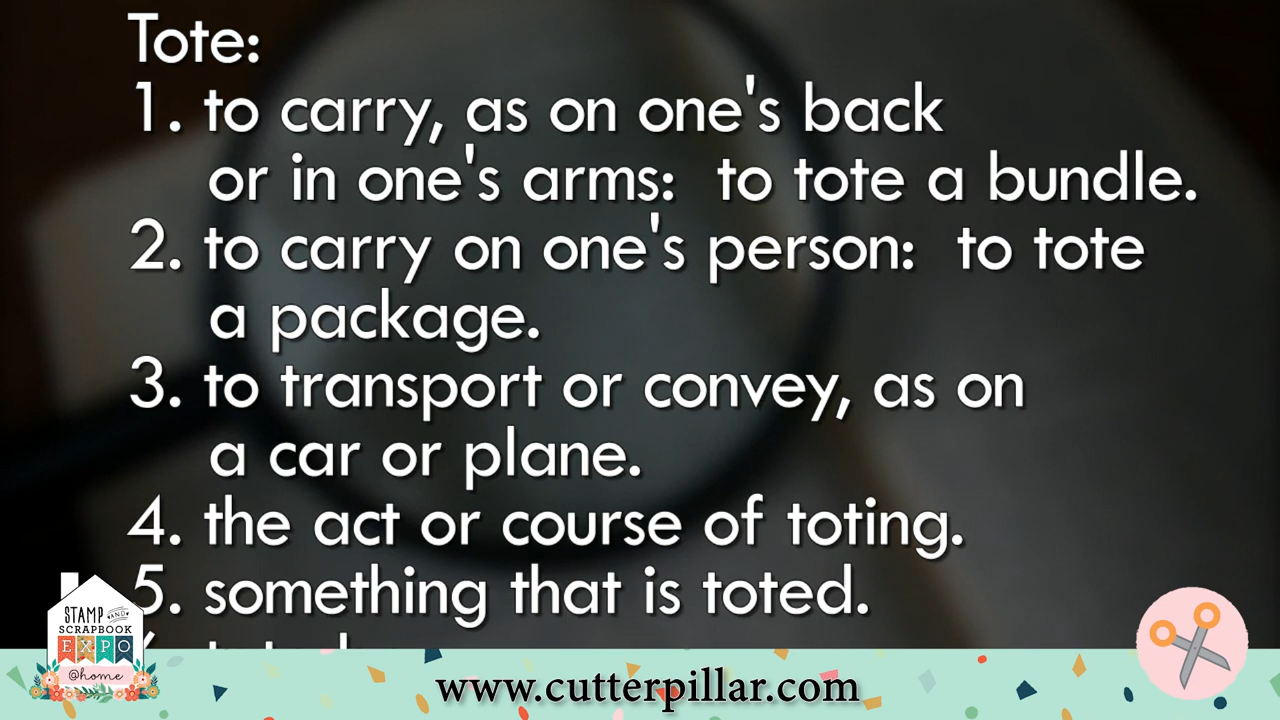 Tote:
1. to carry, as on one's back
or in one's arms:  to tote a bundle.
2. to carry on one's person:  to tote
a package.
3. to transport or convey, as on
a car or plane.
4. the act or course of toting.
5. something that is toted.
STAMP AND
SCRAPBOOK
EXPO
@home
www.cutterpillar.com